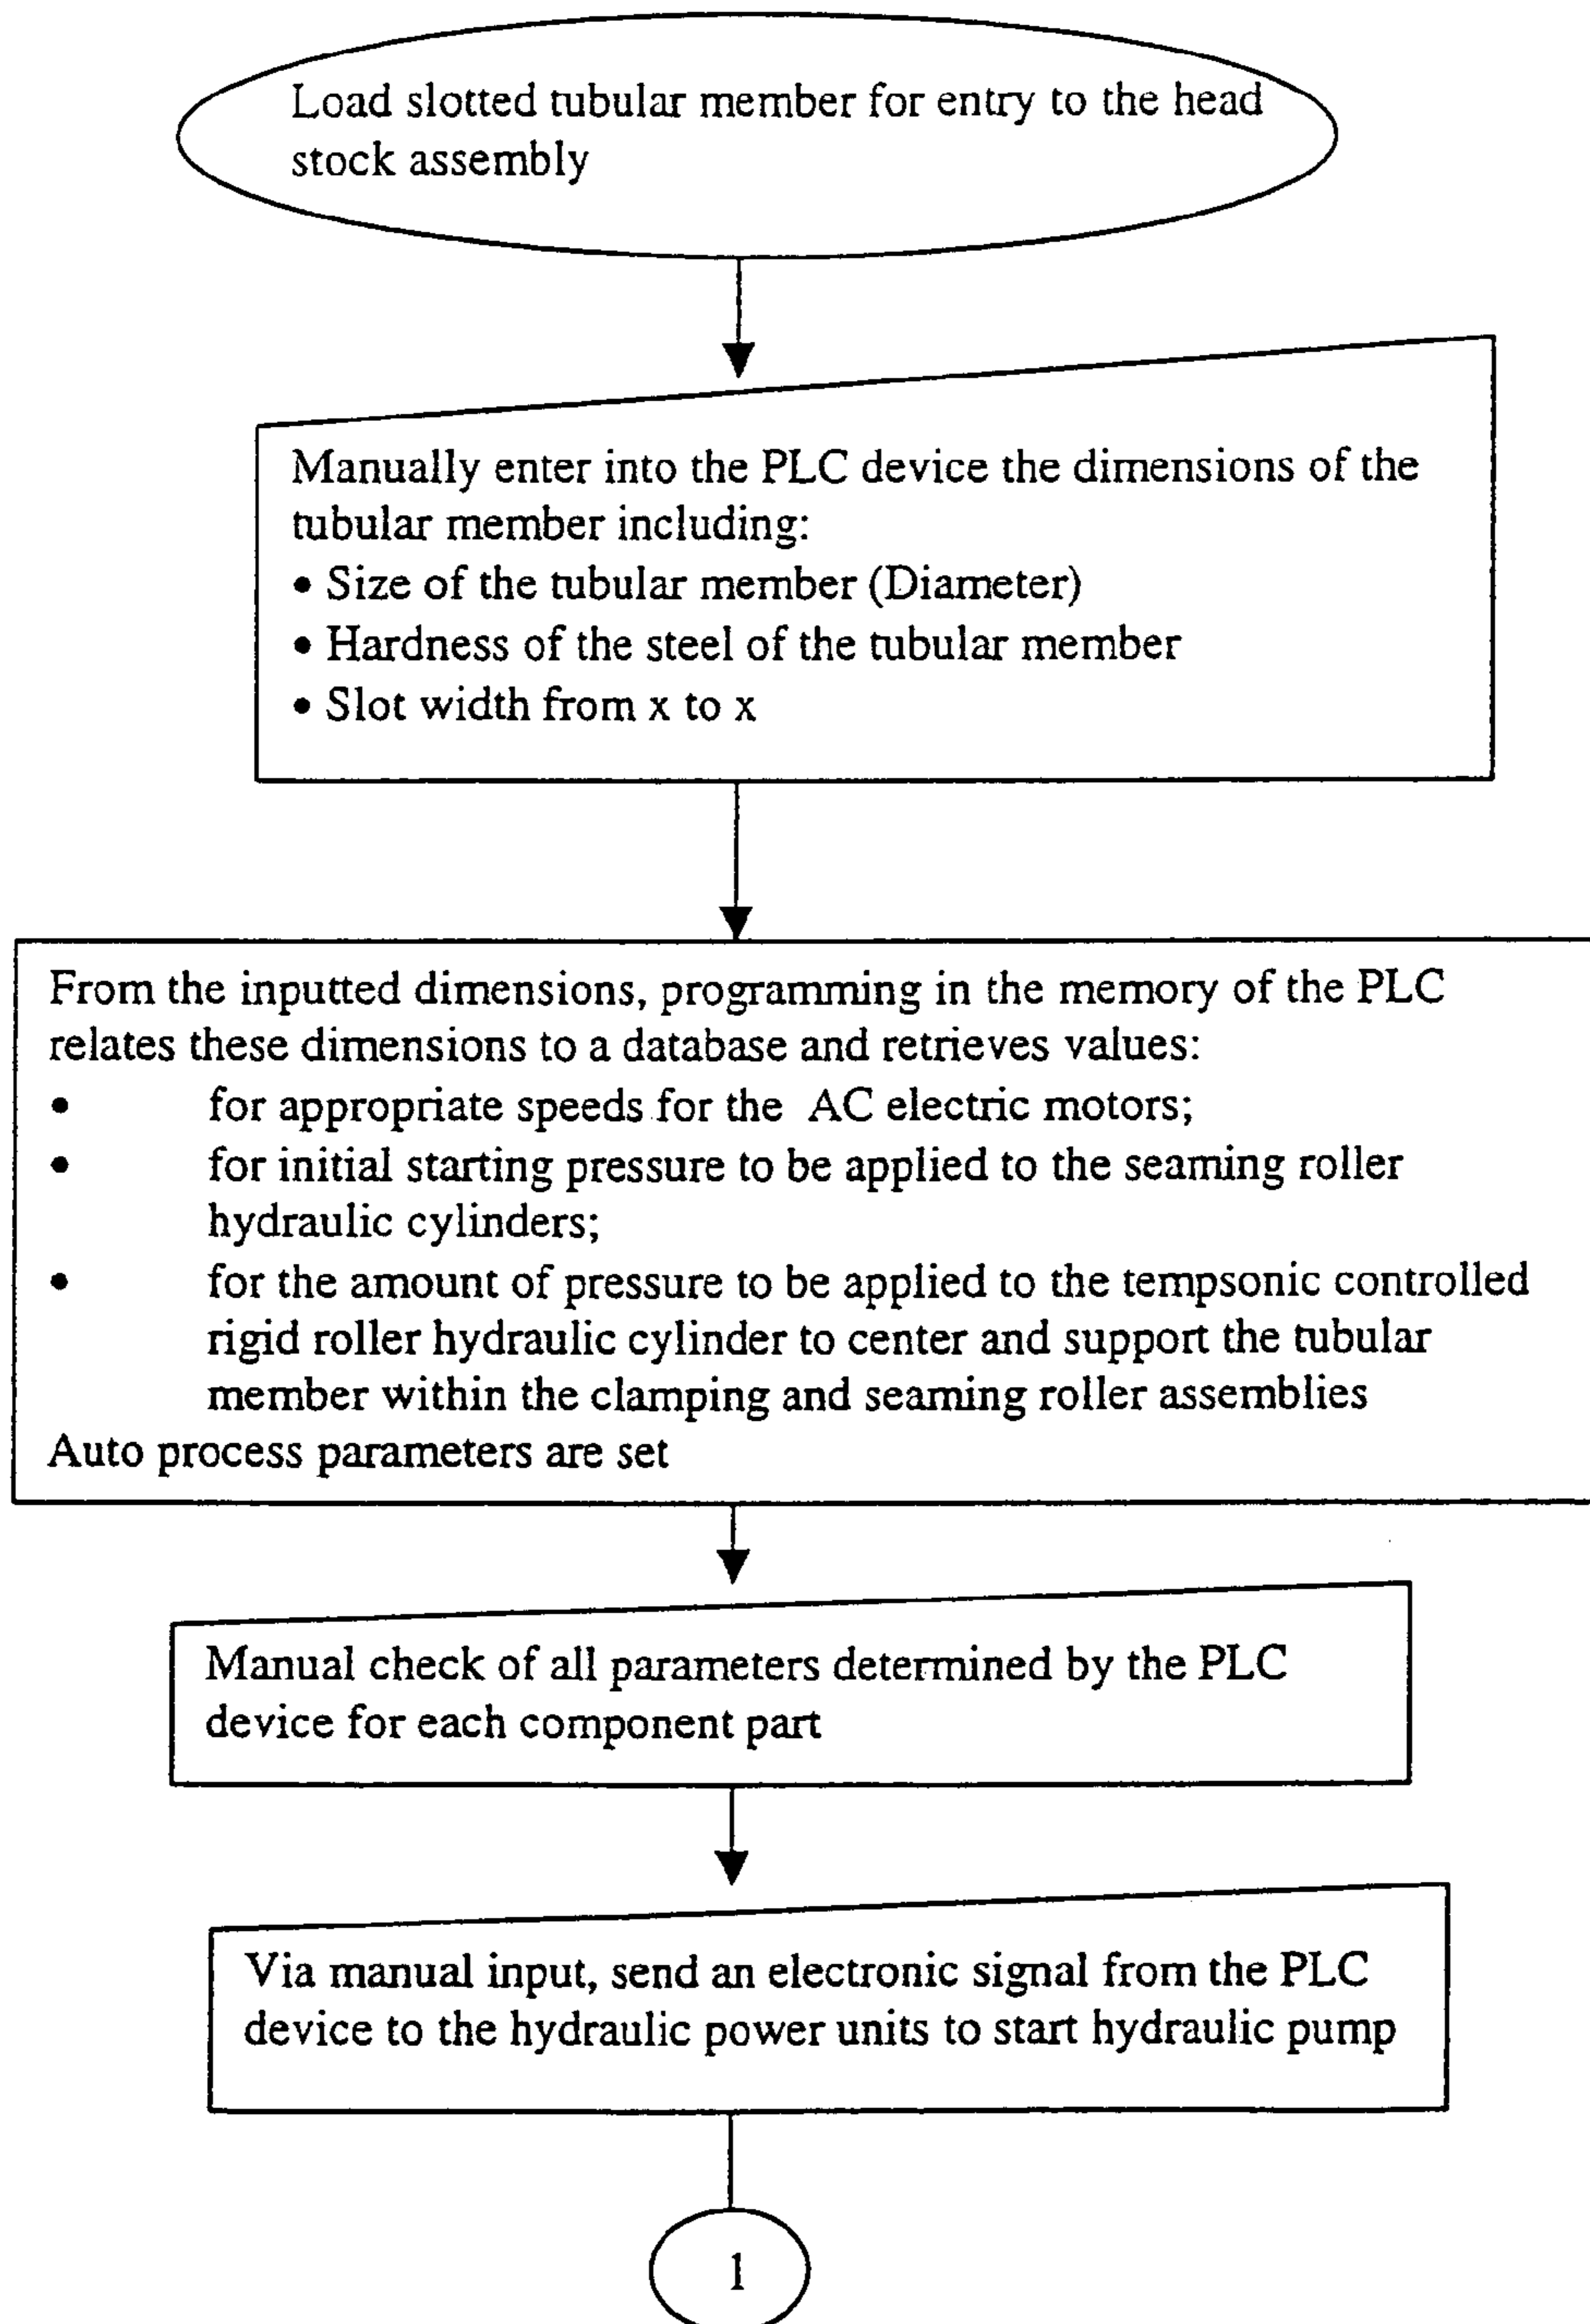 Load slotted tubular member for entry to the head
stock assembly
Manually enter into the PLC device the dimensions of the
tubular member including:
• Size of the tubular member (Diameter)
• Hardness of the steel of the tubular member
• Slot width from x to x
From the inputted dimensions, programming in the memory of the PLC
relates these dimensions to a database and retrieves values:
• for appropriate speeds for the AC electric motors;
• for initial starting pressure to be applied to the seaming roller
hydraulic cylinders;
• for the amount of pressure to be applied to the tempsonic controlled
rigid roller hydraulic cylinder to center and support the tubular
member within the clamping and seaming roller assemblies
Auto process parameters are set
Manual check of all parameters determined by the PLC
device for each component part
Via manual input, send an electronic signal from the PLC
device to the hydraulic power units to start hydraulic pump
1